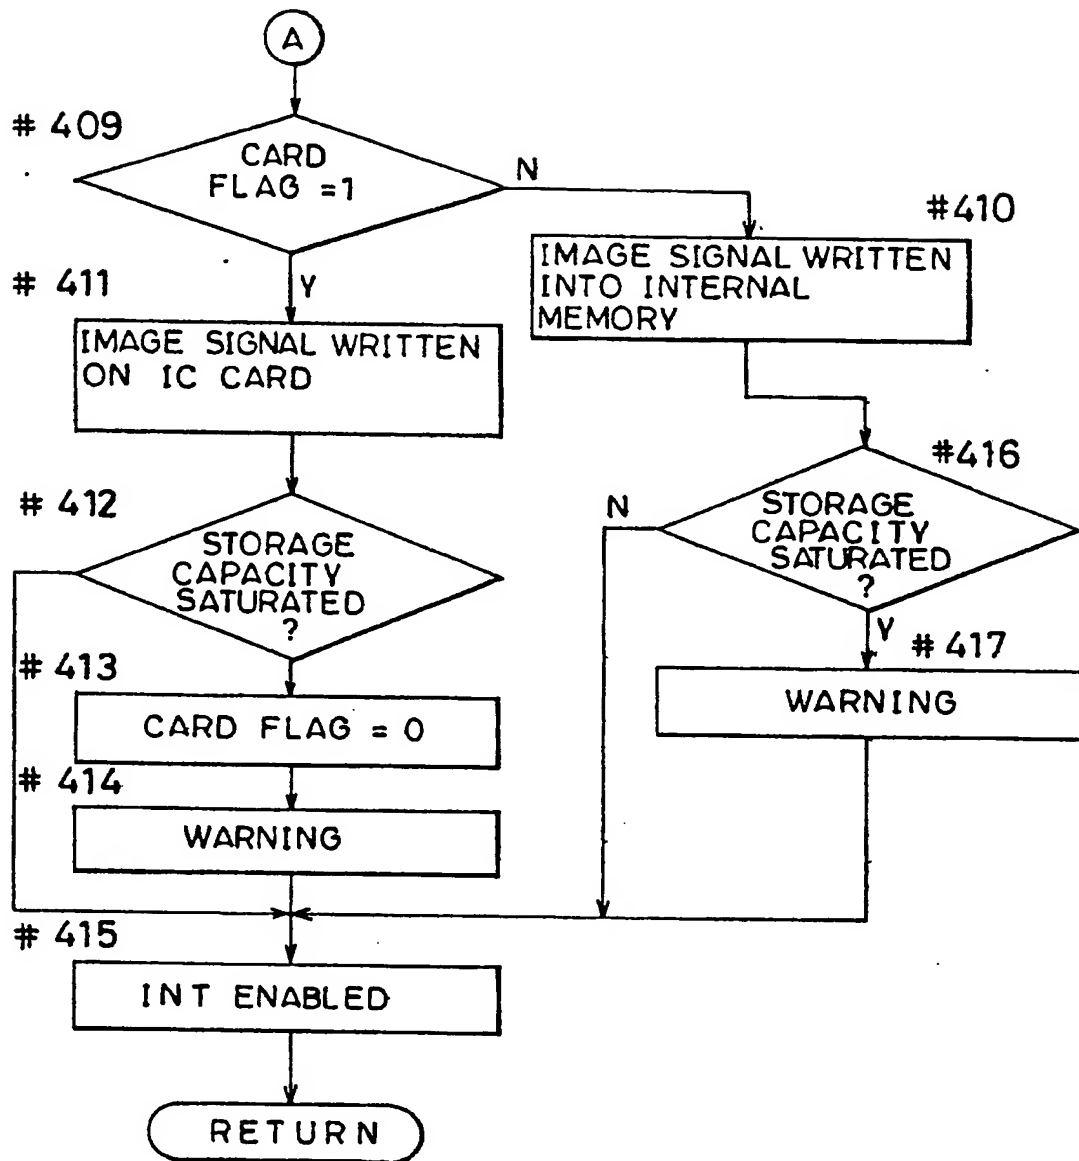 A
# 409
CARD
FLAG =1
N
#410
IMAGE SIGNAL WRITTEN
INTO INTERNAL
MEMORY
# 411
Y
IMAGE SIGNAL WRITTEN
ON IC CARD
# 412
STORAGE
CAPACITY
SATURATED
?
#416
N
STORAGE
CAPACITY
SATURATED
?
Y
# 413
CARD FLAG = 0
# 417
WARNING
# 414
WARNING
# 415
INT ENABLED
RETURN